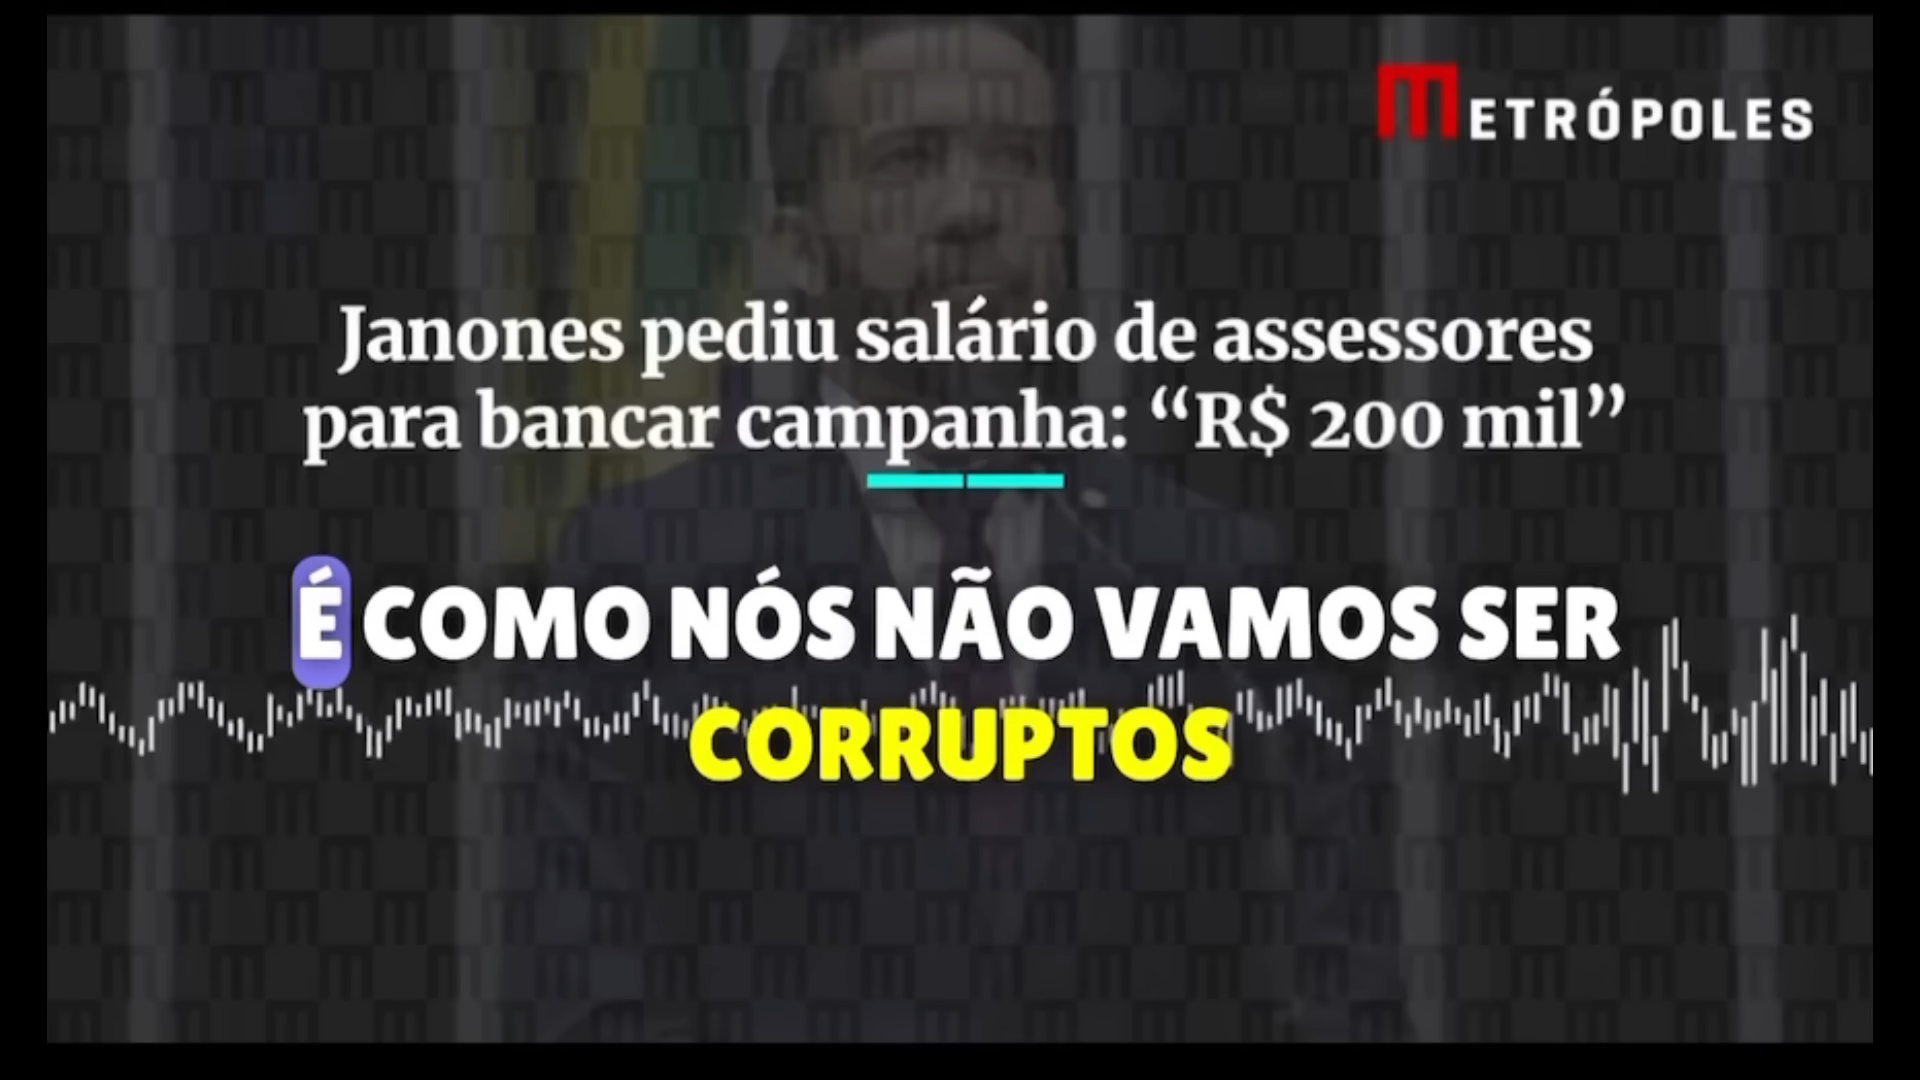 METRÓPOLES
Janones pediu salário de assessores
para bancar campanha: “R$ 200 mil”
É COMO NÓS NÃO VAMOS SER
CORRUPTOS